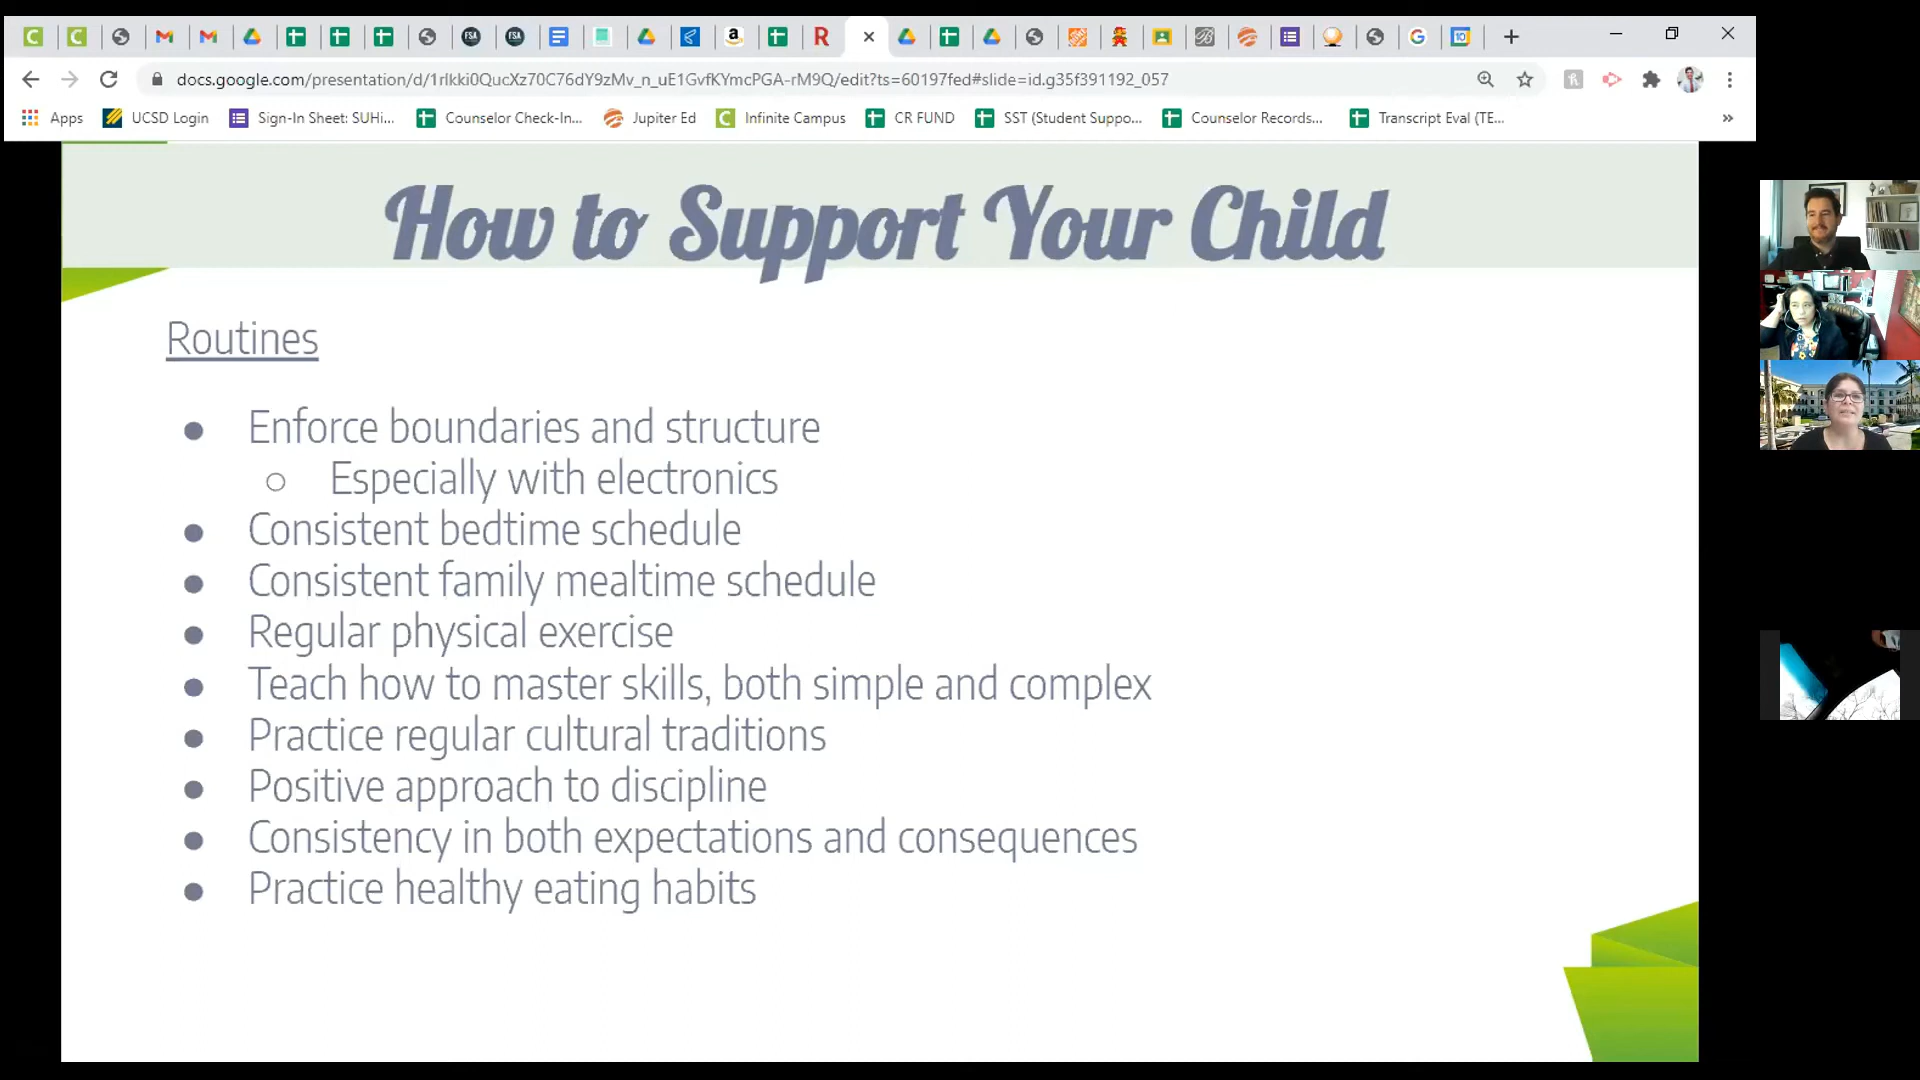 docs.google.com/presentation/d/1rlkki0QucXz70C76dY9zMv_n_uE1GvfKYmcPGA-rM9Q/edit?ts=60197fed#slide=id.g35f391192_057
Apps UCSD Login Sign-In Sheet: SUHi... Counselor Check-In... Jupiter Ed Infinite Campus CR FUND SST (Student Suppo... Counselor Records... Transcript Eval (TE...
How to Support Your Child
Routines
● Enforce boundaries and structure
○ Especially with electronics
● Consistent bedtime schedule
● Consistent family mealtime schedule
● Regular physical exercise
● Teach how to master skills, both simple and complex
● Practice regular cultural traditions
● Positive approach to discipline
● Consistency in both expectations and consequences
● Practice healthy eating habits